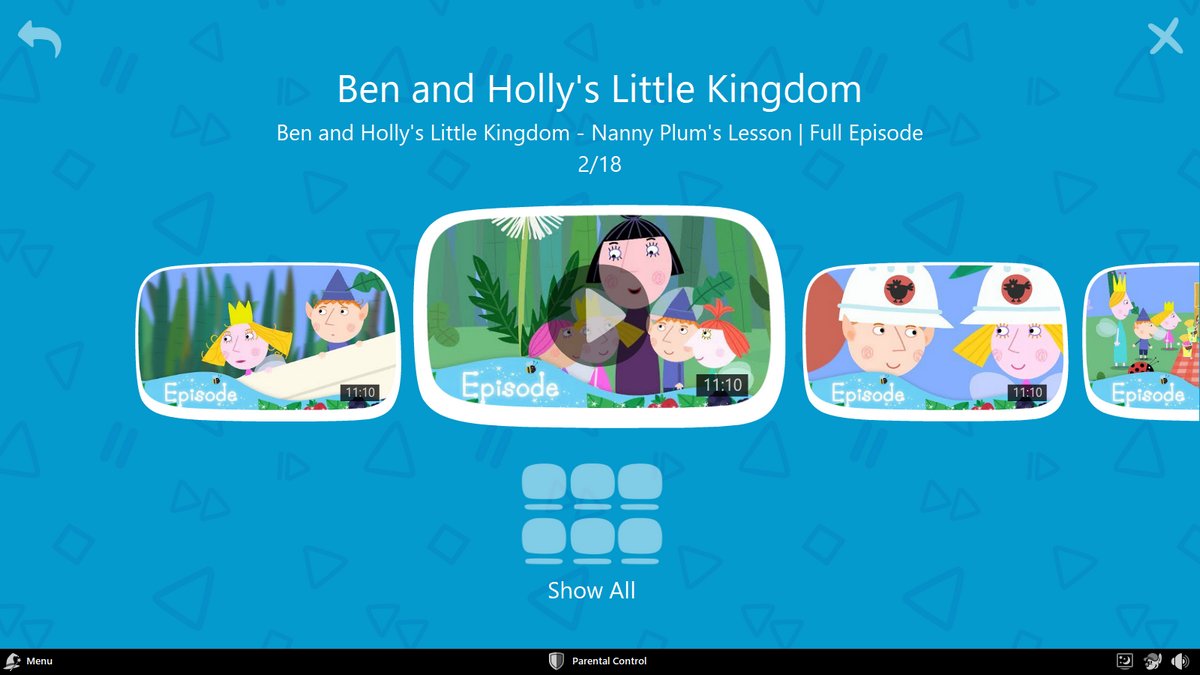 Ben and Holly's Little Kingdom
Ben and Holly's Little Kingdom - Nanny Plum's Lesson | Full Episode
2/18
Episode
11:10
Episode
11:10
Episode
11:10
Episode
Show All
Menu
Parental Control